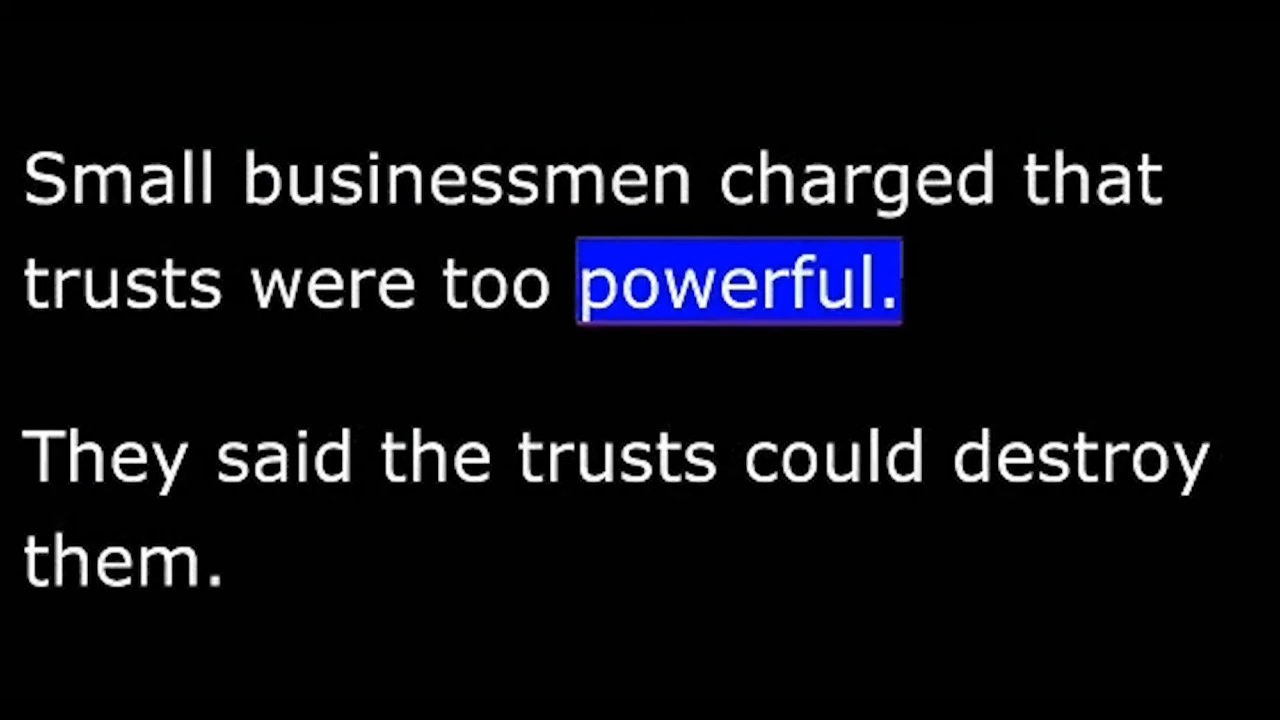 Small businessmen charged that
trusts were too powerful.
They said the trusts could destroy
them.